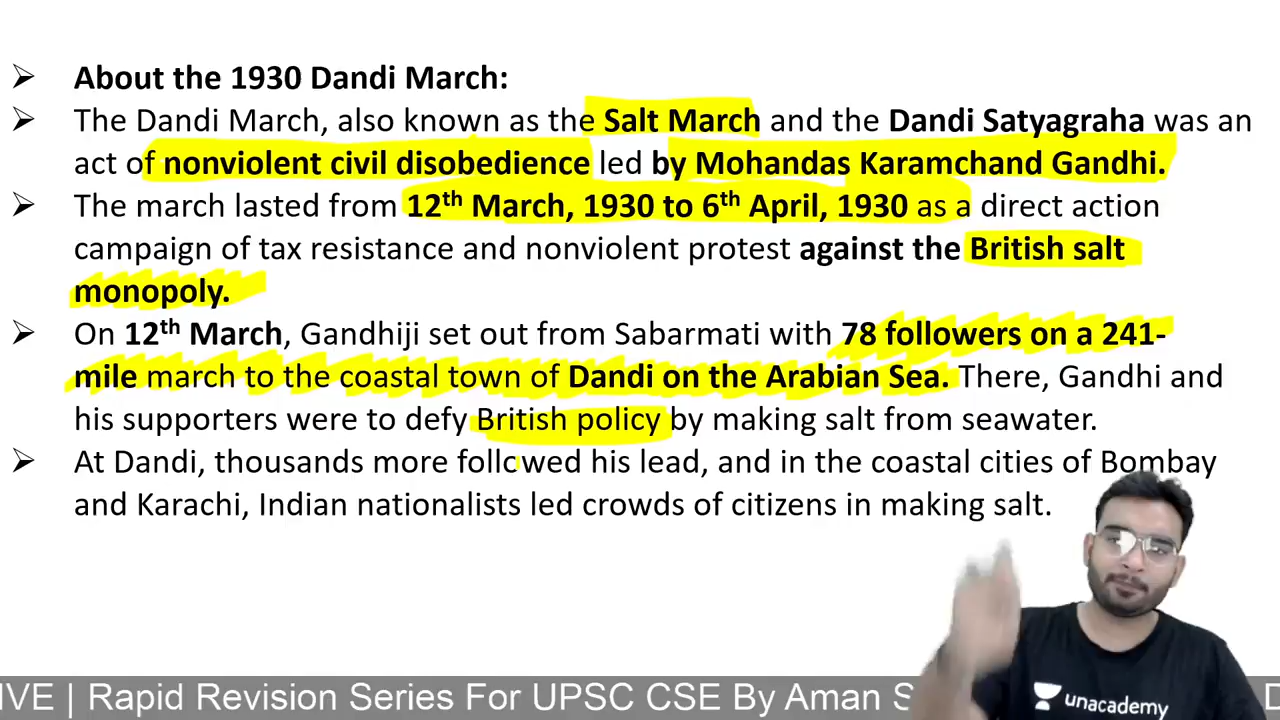 About the 1930 Dandi March:
The Dandi March, also known as the Salt March and the Dandi Satyagraha was an
act of nonviolent civil disobedience led by Mohandas Karamchand Gandhi.
The march lasted from 12th March, 1930 to 6th April, 1930 as a direct action
campaign of tax resistance and nonviolent protest against the British salt
monopoly.
On 12th March, Gandhiji set out from Sabarmati with 78 followers on a 241-
mile march to the coastal town of Dandi on the Arabian Sea. There, Gandhi and
his supporters were to defy British policy by making salt from seawater.
At Dandi, thousands more followed his lead, and in the coastal cities of Bombay
and Karachi, Indian nationalists led crowds of citizens in making salt.
unacademy
IVE | Rapid Revision Series For UPSC CSE By Aman S